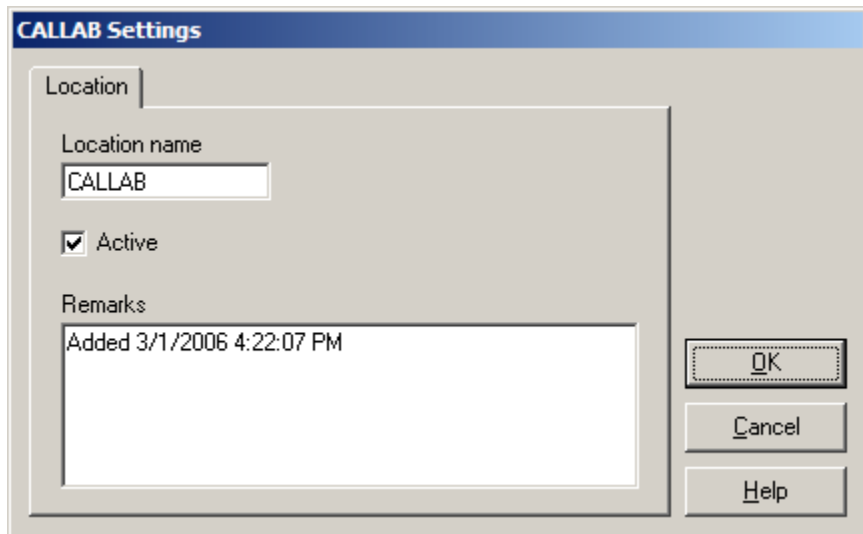 CALLAB Settings
Location
Location name
CALLAB
Active
Remarks
Added 3/1/2006 4:22:07 PM
OK
Cancel
Help